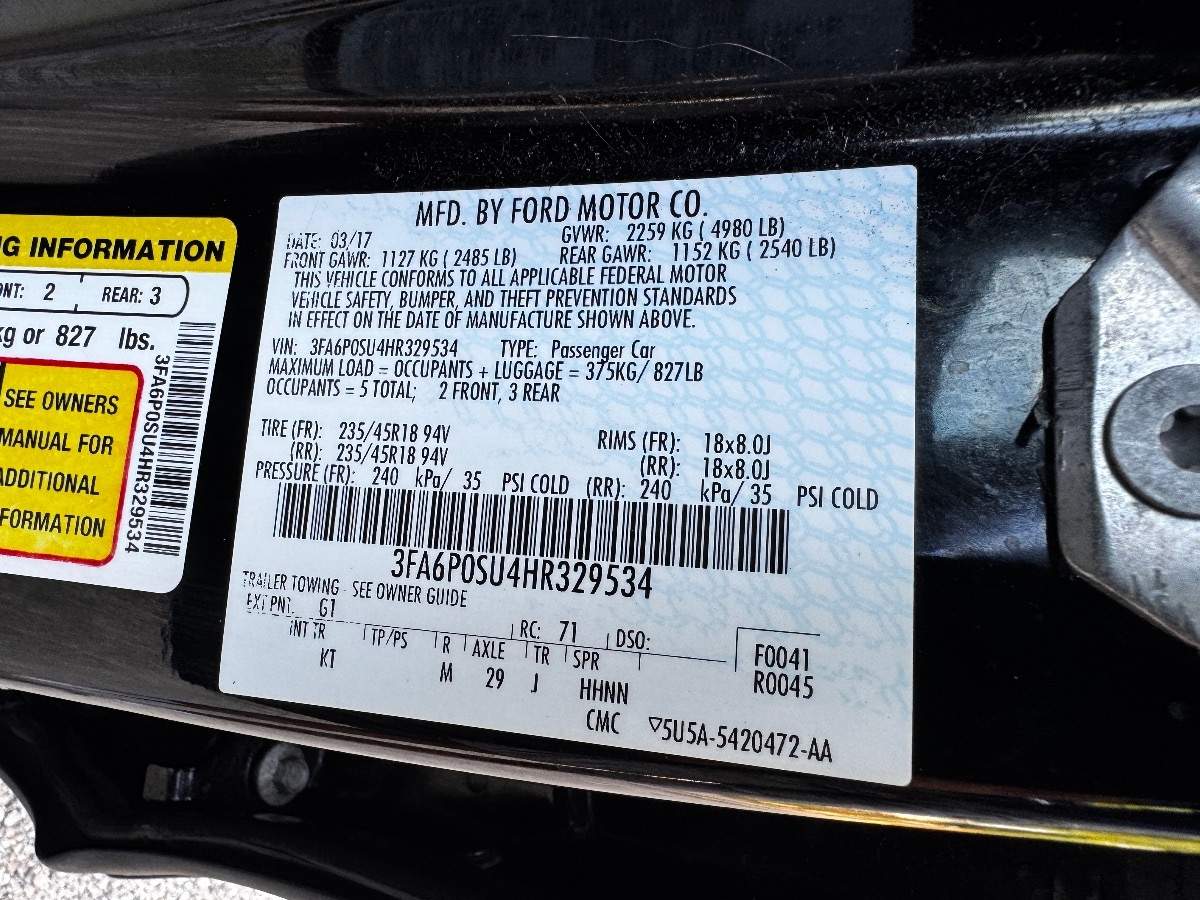 NG INFORMATION
ONT: 2 REAR: 3
kg or 827 lbs.
SEE OWNERS
MANUAL FOR
ADDITIONAL
INFORMATION
3FA6P0SU4HR329534
MFD. BY FORD MOTOR CO.
DATE: 03/17 GVWR: 2259 KG ( 4980 LB)
FRONT GAWR: 1127 KG ( 2485 LB) REAR GAWR: 1152 KG ( 2540 LB)
THIS VEHICLE CONFORMS TO ALL APPLICABLE FEDERAL MOTOR
VEHICLE SAFETY, BUMPER, AND THEFT PREVENTION STANDARDS
IN EFFECT ON THE DATE OF MANUFACTURE SHOWN ABOVE.
VIN: 3FA6P0SU4HR329534 TYPE: Passenger Car
MAXIMUM LOAD = OCCUPANTS + LUGGAGE = 375KG/ 827LB
OCCUPANTS = 5 TOTAL; 2 FRONT, 3 REAR
TIRE (FR): 235/45R18 94V RIMS (FR): 18x8.0J
(RR): 235/45R18 94V (RR): 18x8.0J
PRESSURE (FR): 240 kPa/ 35 PSI COLD (RR): 240 kPa/ 35 PSI COLD
3FA6P0SU4HR329534
TRAILER TOWING - SEE OWNER GUIDE
EXT PNT: G1 RC: 71 DSO:
INT TR TP/PS R AXLE TR SPR F0041
KT M 29 J HHNN R0045
CMC ▽5U5A-5420472-AA